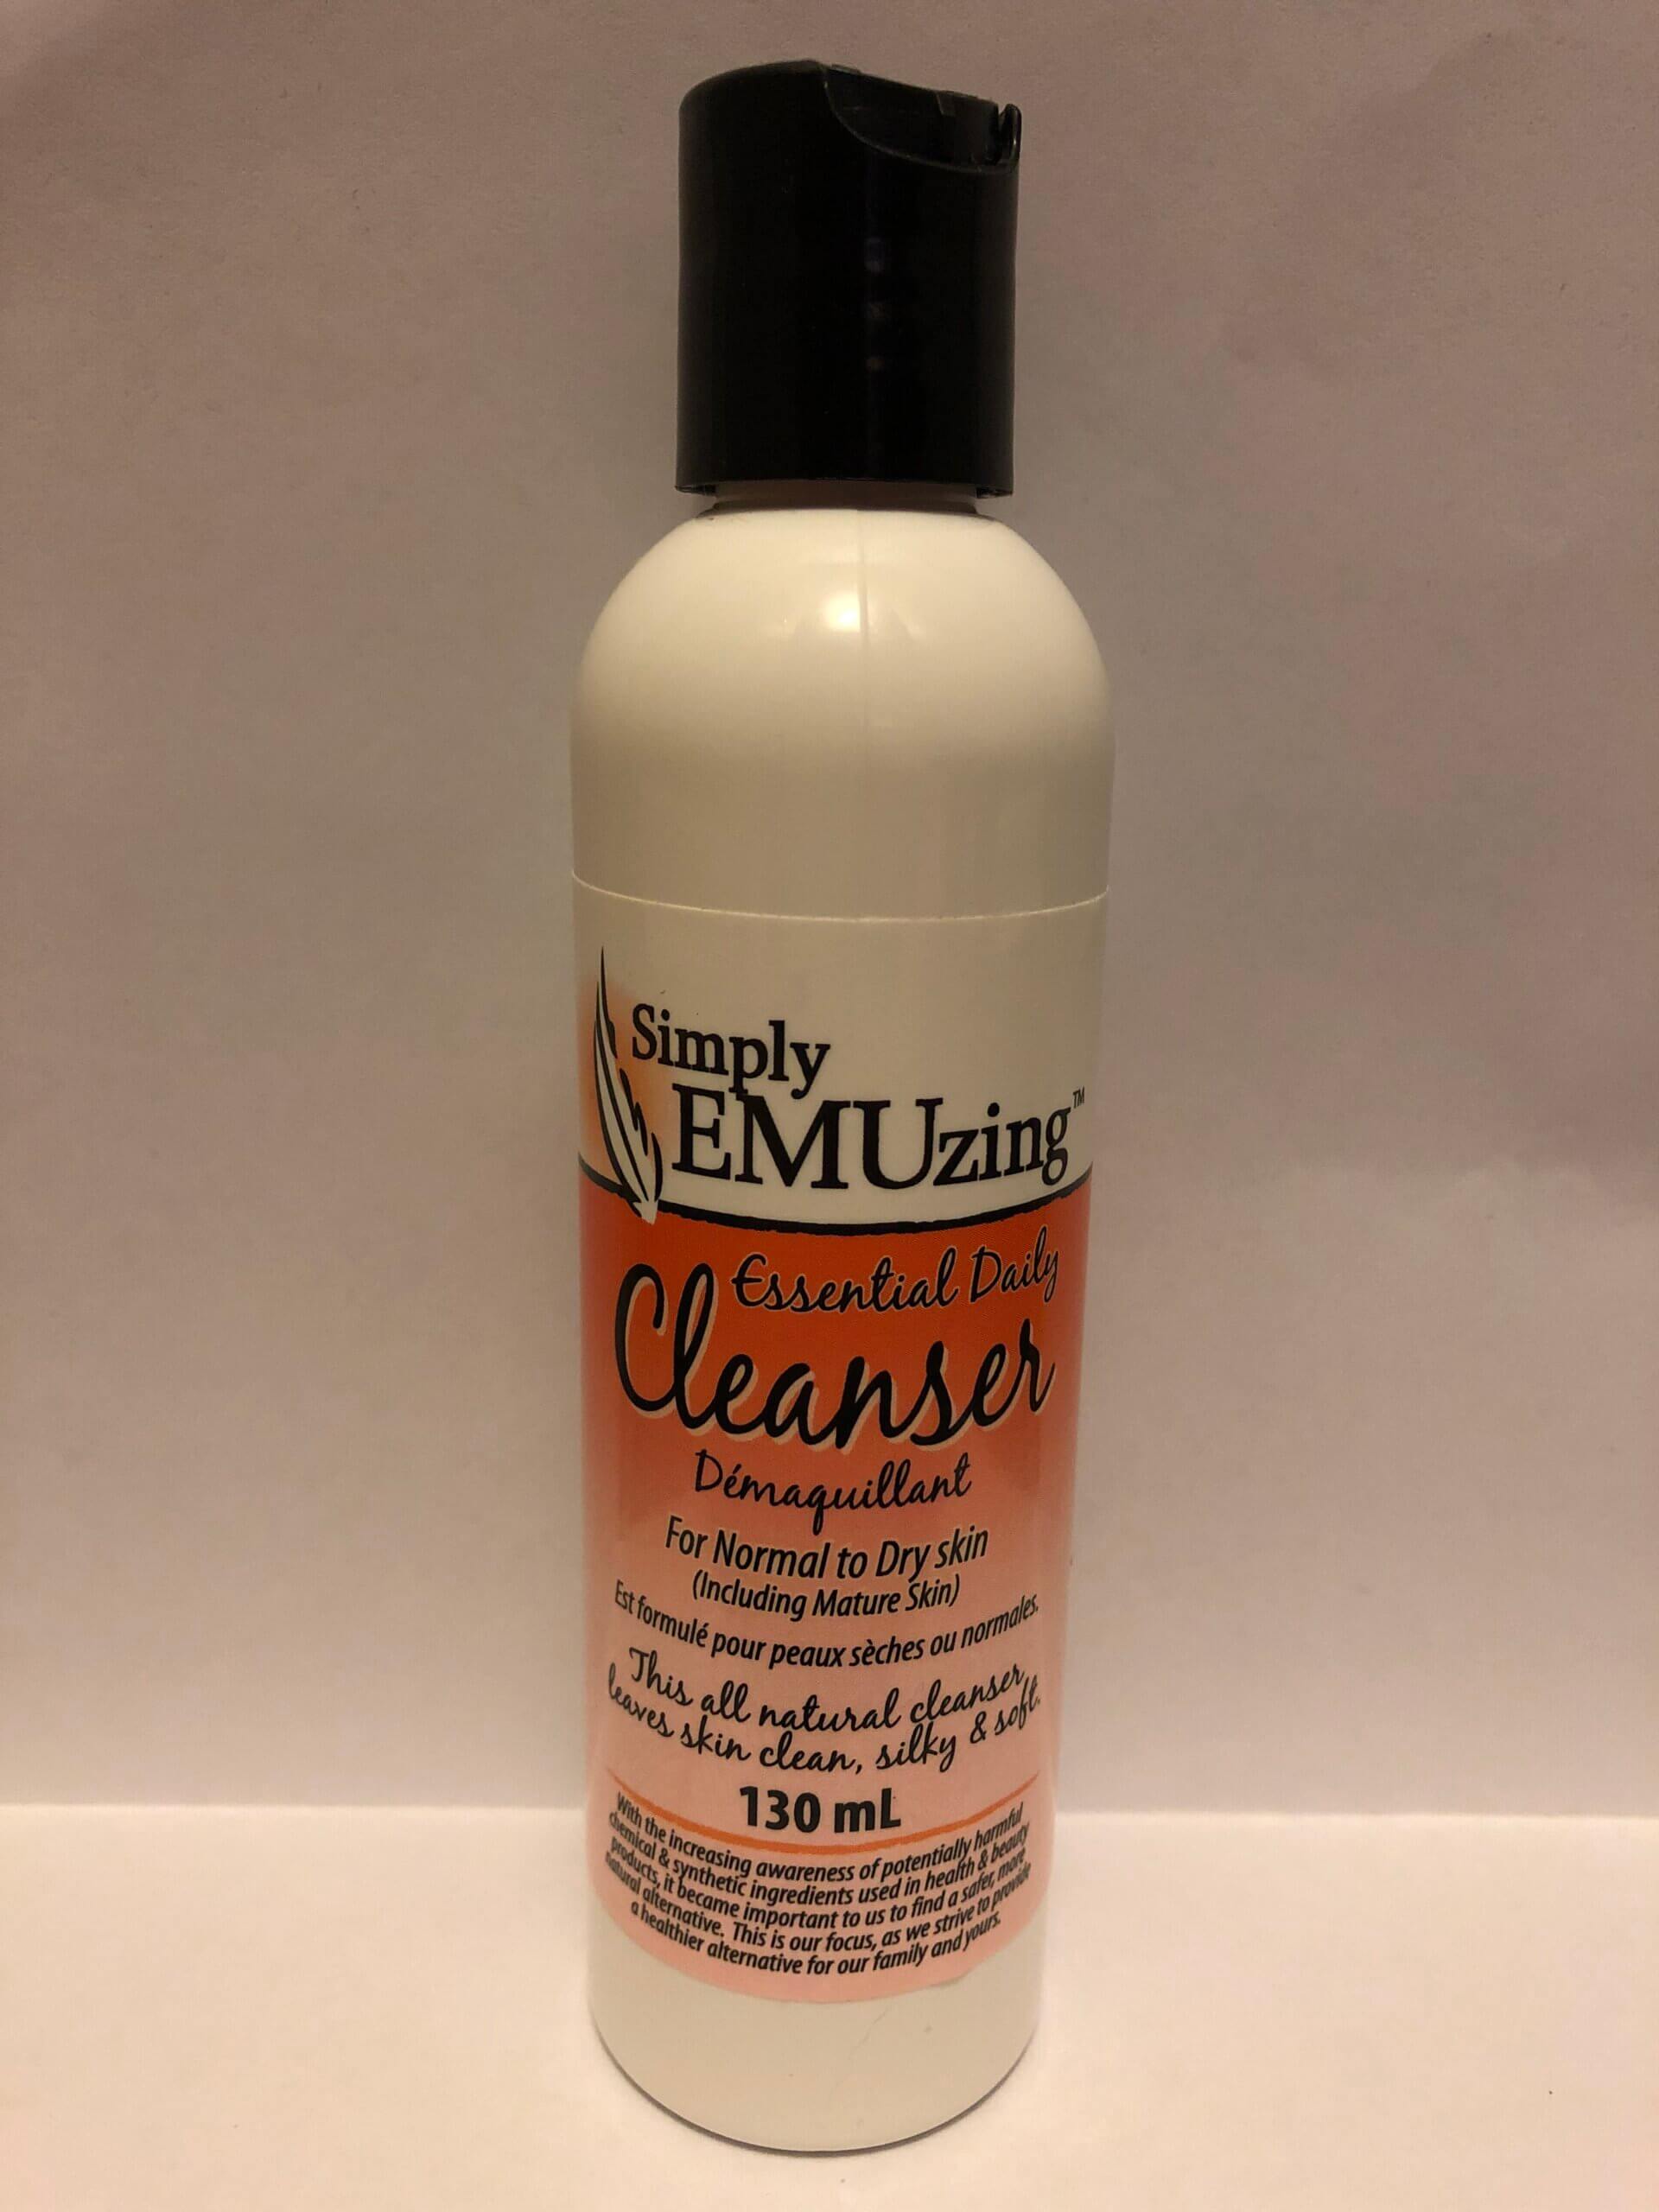 Simply
EMUzing™
Essential Daily
Cleanser
Démaquillant
For Normal to Dry skin
(Including Mature Skin)
Est formulé pour peaux sèches ou normales.
This all natural cleanser
leaves skin clean, silky & soft.
130 mL
With the increasing awareness of potentially harmful
chemical & synthetic ingredients used in health & beauty
products, it became important to us to find a safer, more
natural alternative. This is our focus, as we strive to provide
a healthier alternative for our family and yours.